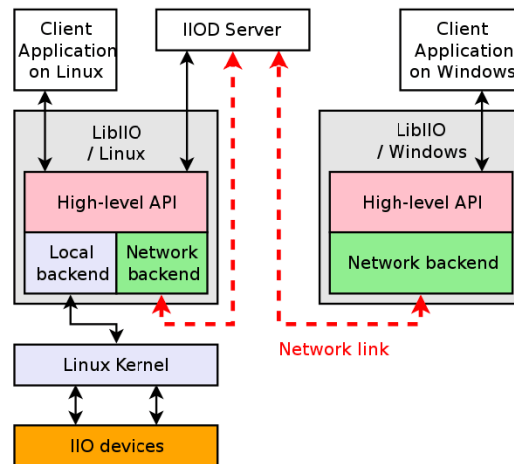 Client
Application
on Linux
IIOD Server
Client
Application
on Windows
LibIIO
/ Linux
LibIIO
/ Windows
High-level API
High-level API
Local
backend
Network
backend
Network backend
Network link
Linux Kernel
IIO devices